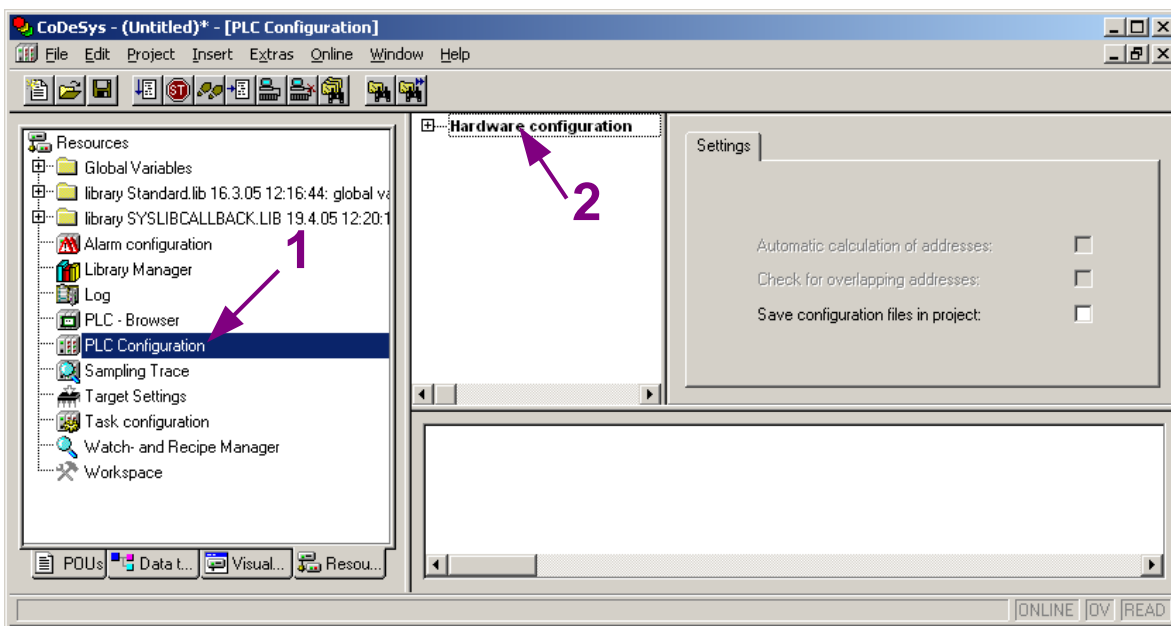 CoDeSys - (Untitled)* - [PLC Configuration]
File Edit Project Insert Extras Online Window Help
Resources
Global Variables
library Standard.lib 16.3.05 12:16:44: global va
library SYSLIBCALLBACK.LIB 19.4.05 12:20:1
Alarm configuration
Library Manager
Log
PLC - Browser
PLC Configuration
Sampling Trace
Target Settings
Task configuration
Watch- and Recipe Manager
Workspace
1
POUs Data t... Visual... Resou...
Hardware configuration
2
Settings
Automatic calculation of addresses:
Check for overlapping addresses:
Save configuration files in project:
ONLINE OV READ